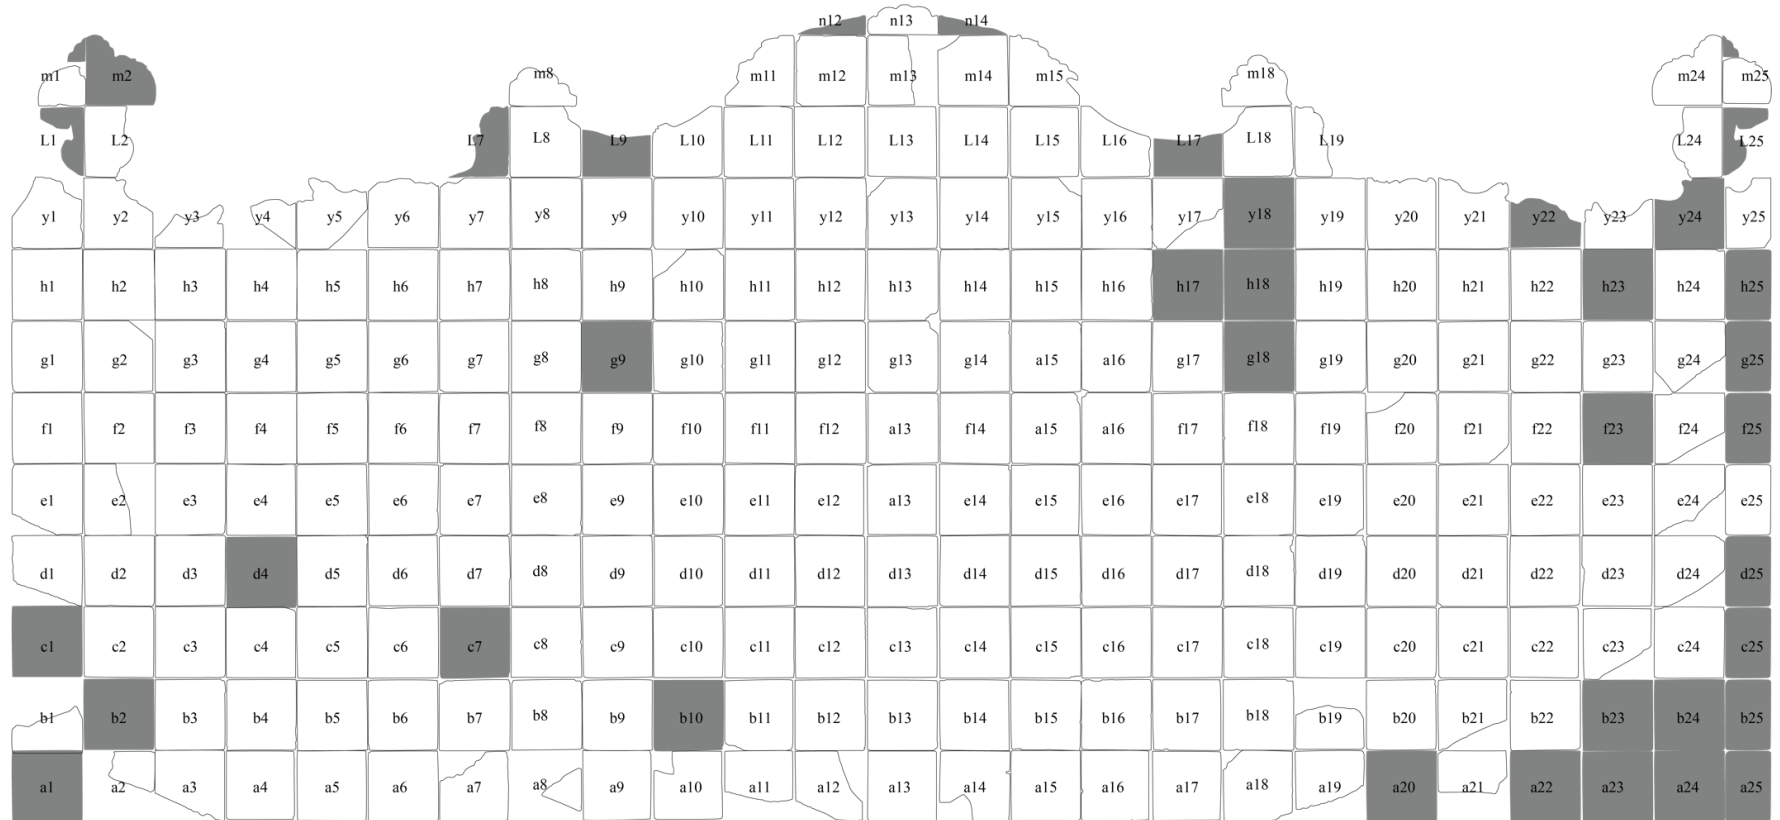 n12 n13 n14
m1 m2 m8 m11 m12 m13 m14 m15 m18 m24 m25
L1 L2 L7 L8 L9 L10 L11 L12 L13 L14 L15 L16 L17 L18 L19 L24 L25
y1 y2 y3 y4 y5 y6 y7 y8 y9 y10 y11 y12 y13 y14 y15 y16 y17 y18 y19 y20 y21 y22 y23 y24 y25
h1 h2 h3 h4 h5 h6 h7 h8 h9 h10 h11 h12 h13 h14 h15 h16 h17 h18 h19 h20 h21 h22 h23 h24 h25
g1 g2 g3 g4 g5 g6 g7 g8 g9 g10 g11 g12 g13 g14 a15 a16 g17 g18 g19 g20 g21 g22 g23 g24 g25
f1 f2 f3 f4 f5 f6 f7 f8 f9 f10 f11 f12 a13 f14 a15 a16 f17 f18 f19 f20 f21 f22 f23 f24 f25
e1 e2 e3 e4 e5 e6 e7 e8 e9 e10 e11 e12 a13 e14 e15 e16 e17 e18 e19 e20 e21 e22 e23 e24 e25
d1 d2 d3 d4 d5 d6 d7 d8 d9 d10 d11 d12 d13 d14 d15 d16 d17 d18 d19 d20 d21 d22 d23 d24 d25
c1 c2 c3 c4 c5 c6 c7 c8 c9 c10 c11 c12 c13 c14 c15 c16 c17 c18 c19 c20 c21 c22 c23 c24 c25
b1 b2 b3 b4 b5 b6 b7 b8 b9 b10 b11 b12 b13 b14 b15 b16 b17 b18 b19 b20 b21 b22 b23 b24 b25
a1 a2 a3 a4 a5 a6 a7 a8 a9 a10 a11 a12 a13 a14 a15 a16 a17 a18 a19 a20 a21 a22 a23 a24 a25